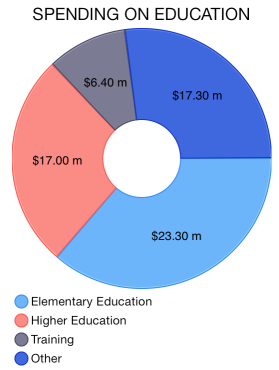 SPENDING ON EDUCATION
$6.40 m
$17.30 m
$17.00 m
$23.30 m
Elementary Education
Higher Education
Training
Other